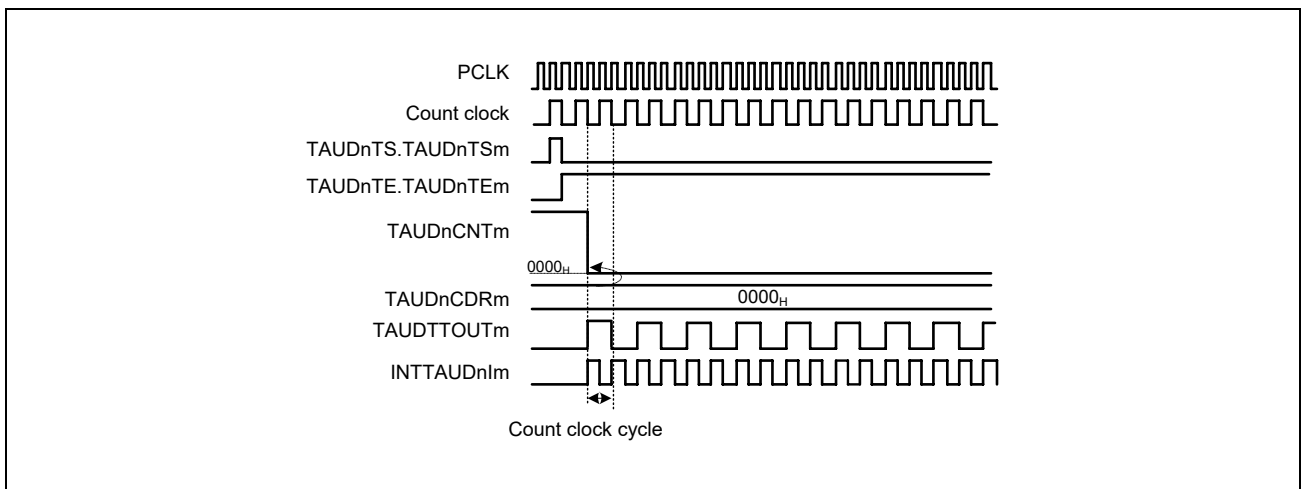 PCLK
Count clock
TAUDnTS.TAUDnTSm
TAUDnTE.TAUDnTEm
TAUDnCNTm
0000H
TAUDnCDRm
0000H
TAUDTTOUTm
INTTAUDnIm
Count clock cycle